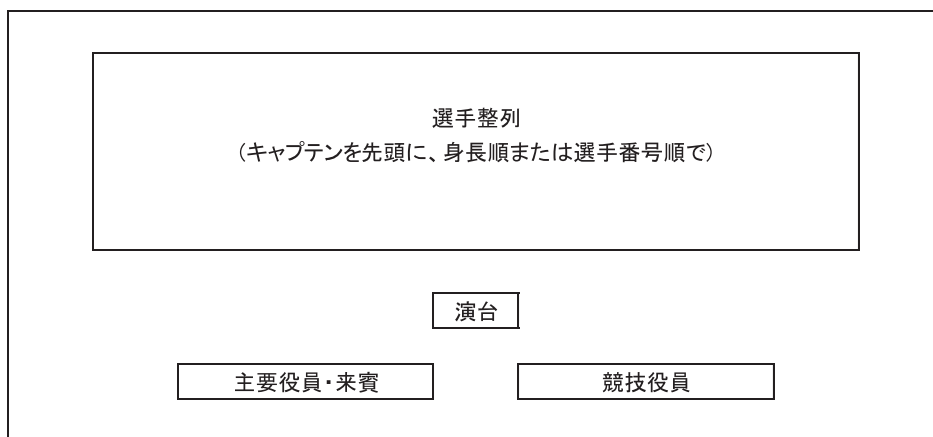 選手整列
(キャプテンを先頭に、身長順または選手番号順で)
演台
主要役員・来賓
競技役員